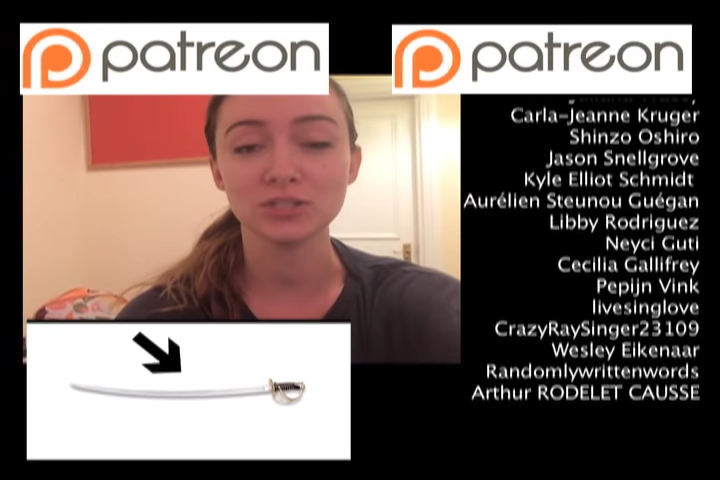 patreon
patreon
Carla-Jeanne Kruger
Shinzo Oshiro
Jason Snellgrove
Kyle Elliot Schmidt
Aurélien Steunou Guégan
Libby Rodriguez
Neyci Guti
Cecilia Gallifrey
Pepijn Vink
livesinglove
CrazyRaySinger23109
Wesley Eikenaar
Randomlywrittenwords
Arthur RODELET CAUSSE